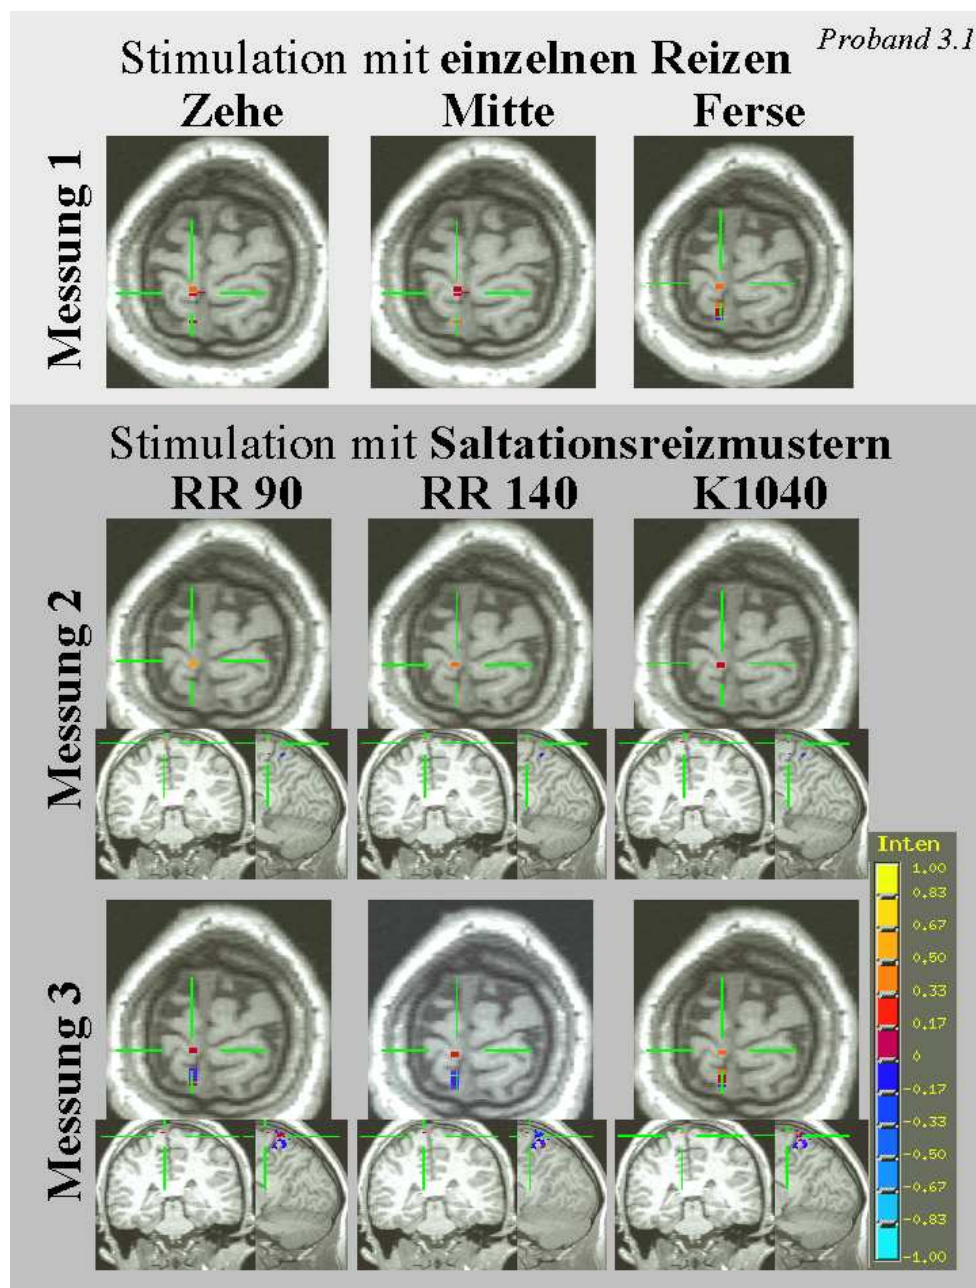 Proband 3.1
Stimulation mit einzelnen Reizen
Zehe Mitte Ferse
Messung 1
Stimulation mit Saltationsreizmustern
RR 90 RR 140 K1040
Messung 2
Messung 3
Inten
1.00
0.83
0.67
0.50
0.33
0.17
0
-0.17
-0.33
-0.50
-0.67
-0.83
-1.00